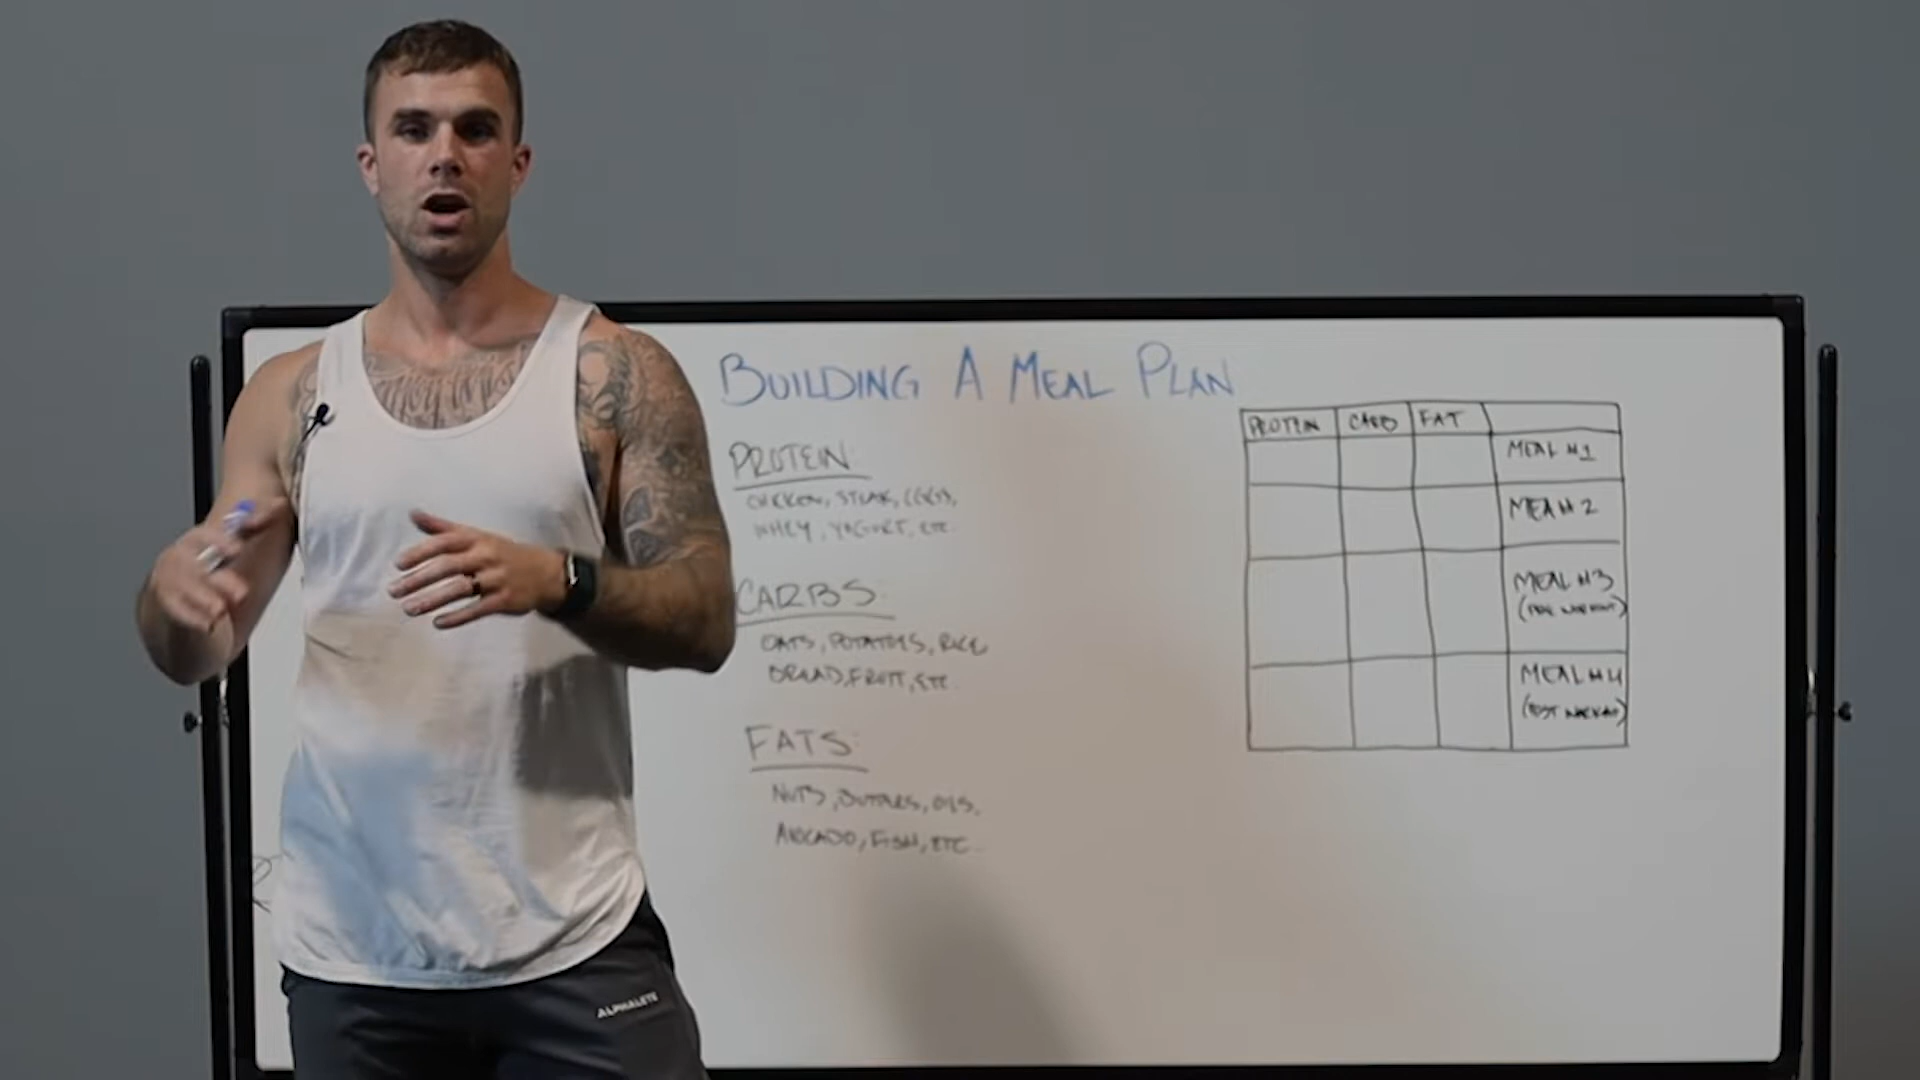 BUILDING A MEAL PLAN
PROTEIN:
CHICKEN, STEAK, EGGS,
WHEY, YOGURT, ETC.
CARBS:
OATS, POTATOES, RICE
BREAD, FRUIT, ETC.
FATS:
NUTS, BUTTERS, OILS,
AVOCADO, FISH, ETC.
PROTEIN CARB FAT
MEAL #1
MEAL #2
MEAL #3
(PRE WORKOUT)
MEAL #4
(POST WORKOUT)
ALPHALETE